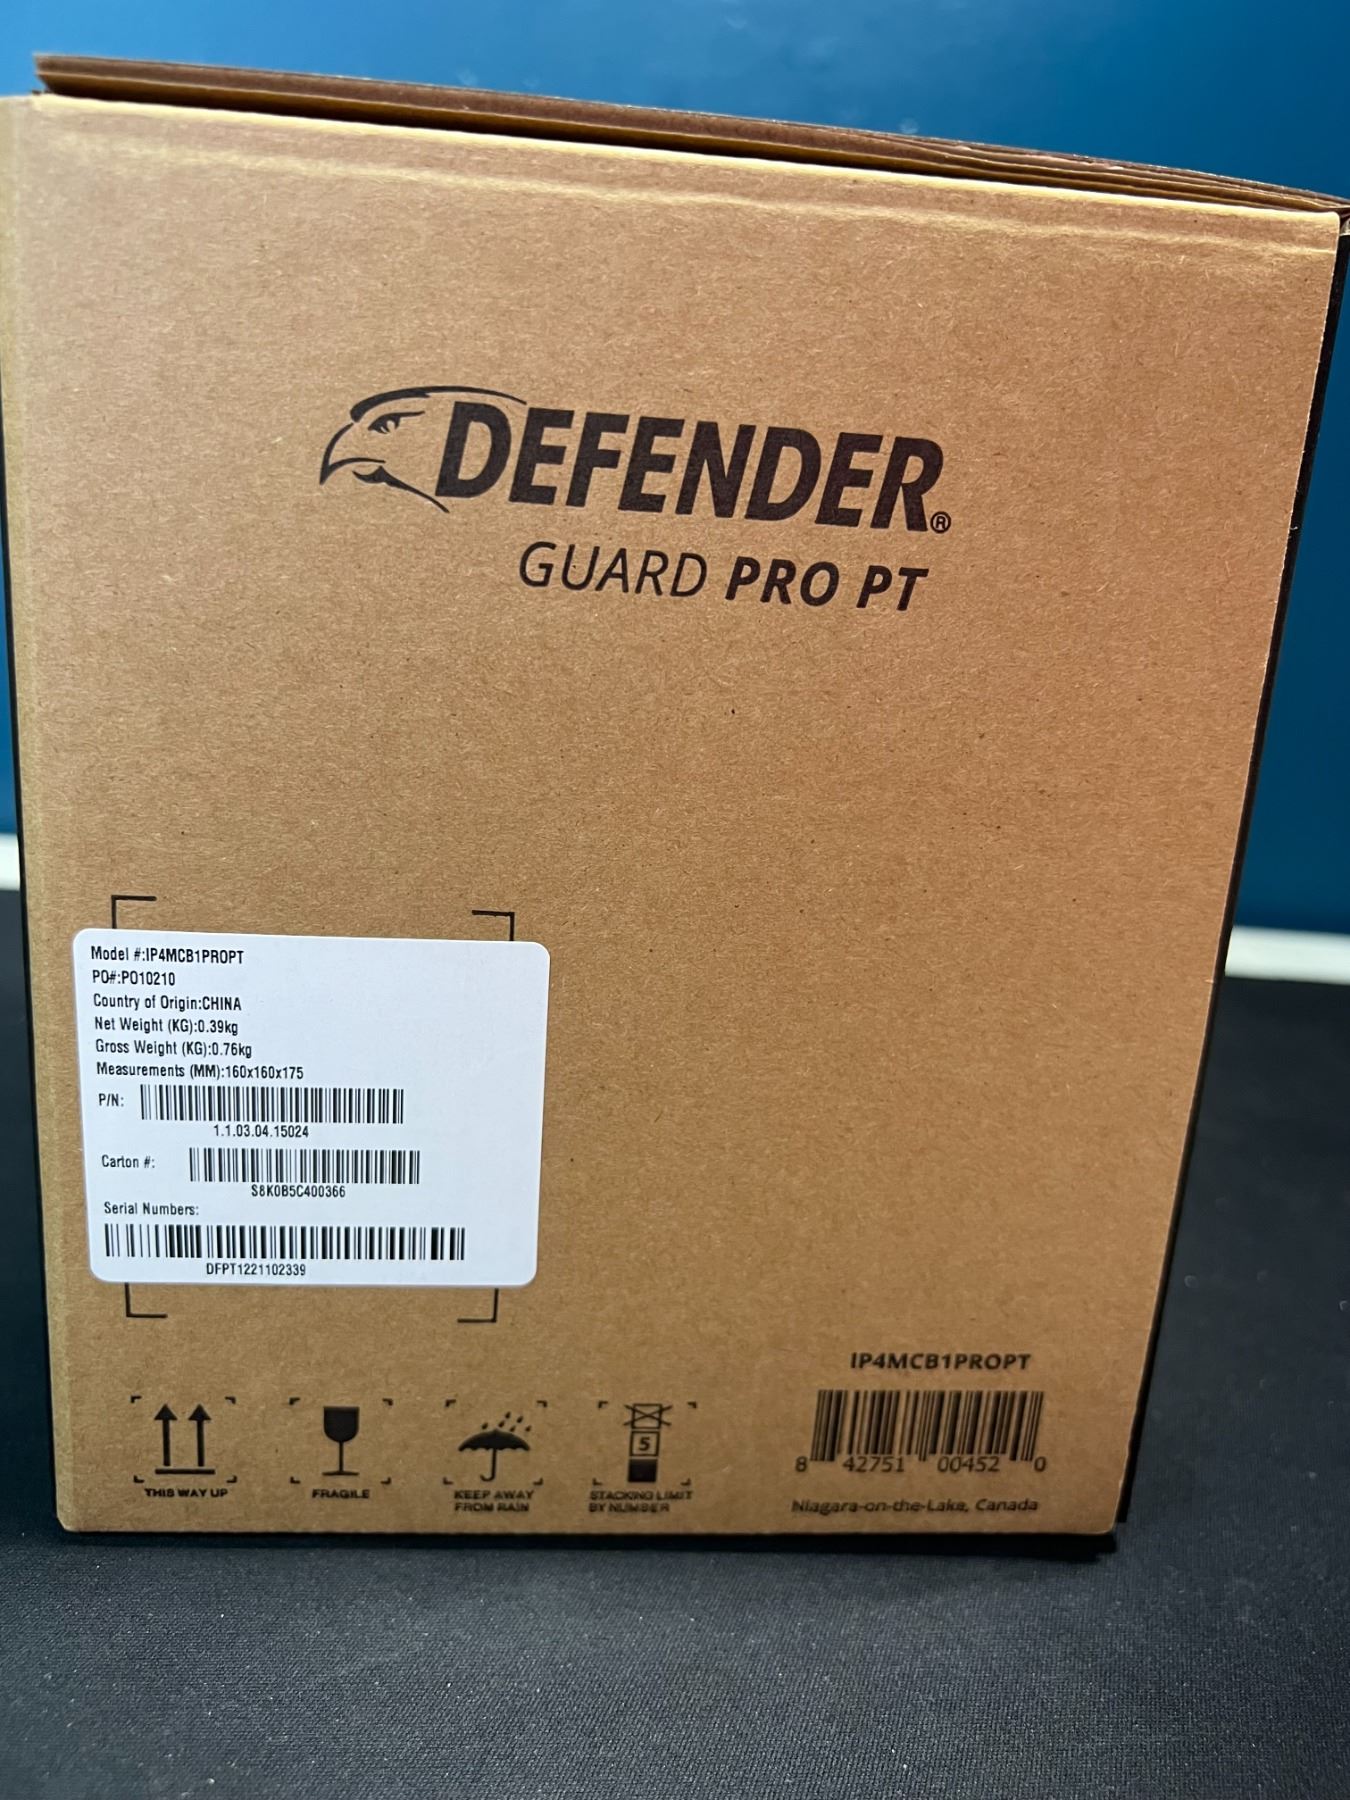 DEFENDER®
GUARD PRO PT
Model #:IP4MCB1PROPT
PO#:PO10210
Country of Origin:CHINA
Net Weight (KG):0.39kg
Gross Weight (KG):0.76kg
Measurements (MM):160x160x175
P/N:
1.1.03.04.15024
Carton #:
S8K0B5C400366
Serial Numbers:
DFPT1221102339
THIS WAY UP
FRAGILE
KEEP AWAY
FROM RAIN
5
STACKING LIMIT
BY NUMBER
IP4MCB1PROPT
8 42751 00452 0
Niagara-on-the-Lake, Canada